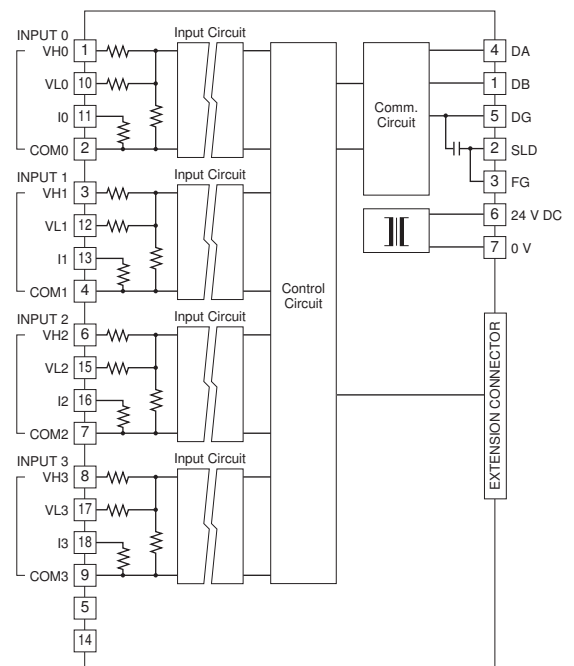 INPUT 0
VH0 1
VL0 10
I0 11
COM0 2
Input Circuit
INPUT 1
VH1 3
VL1 12
I1 13
COM1 4
Input Circuit
INPUT 2
VH2 6
VL2 15
I2 16
COM2 7
Input Circuit
INPUT 3
VH3 8
VL3 17
I3 18
COM3 9
Input Circuit
5
14
Control
Circuit
Comm.
Circuit
4 DA
1 DB
5 DG
2 SLD
3 FG
6 24 V DC
7 0 V
EXTENSION CONNECTOR